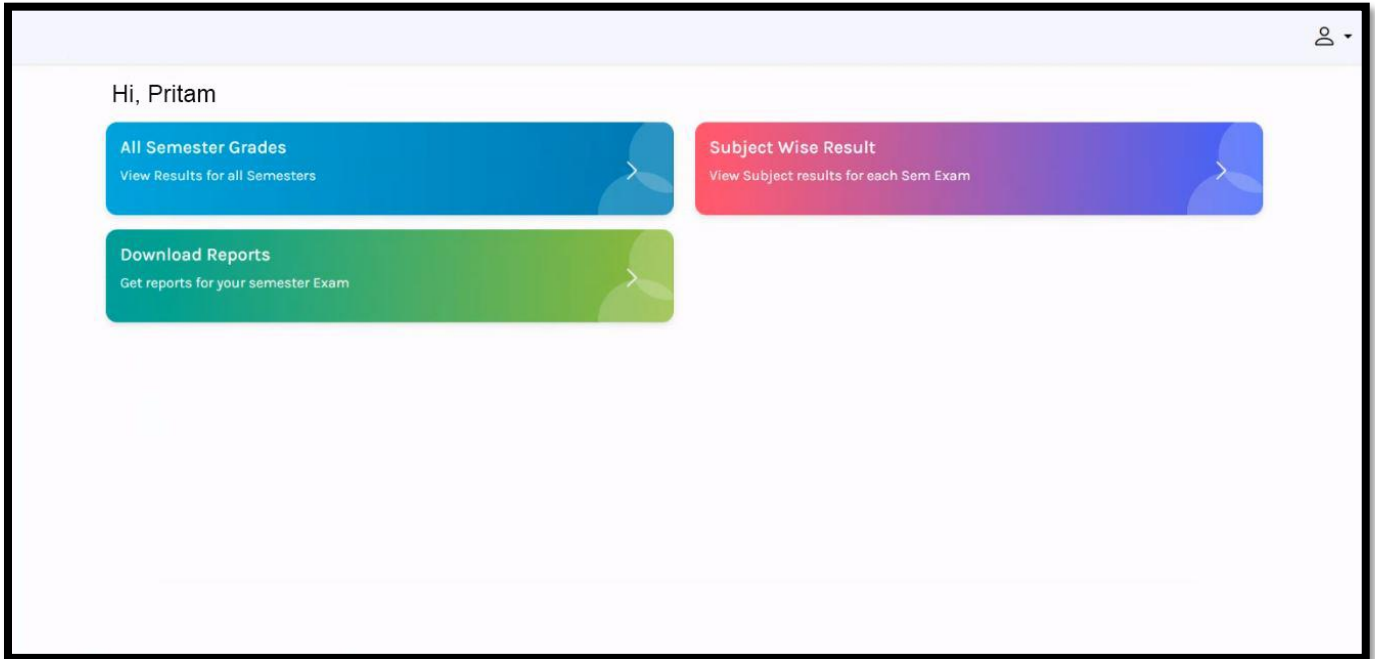 Hi, Pritam
All Semester Grades
View Results for all Semesters
Subject Wise Result
View Subject results for each Sem Exam
Download Reports
Get reports for your semester Exam